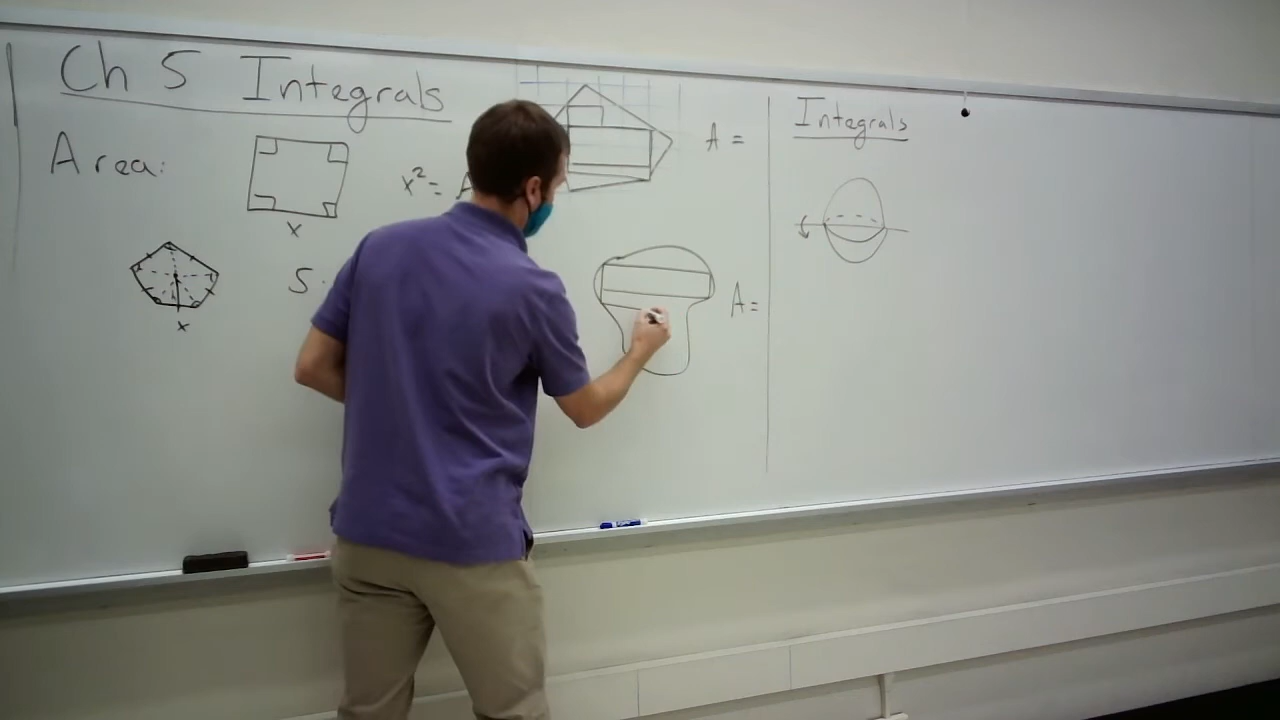 Ch 5 Integrals
Area:
x² = A
x
x
S.
A =
A =
Integrals